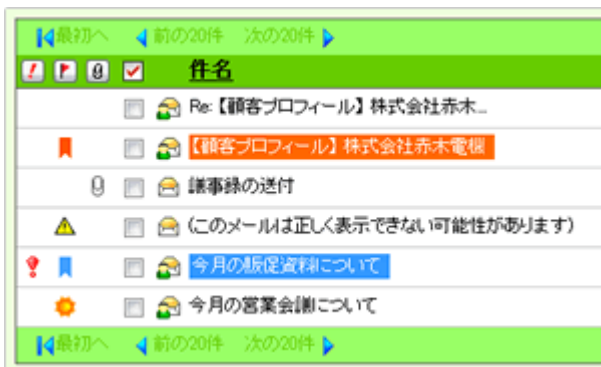 最初へ 前の20件 次の20件
件名
Re:【顧客プロフィール】株式会社赤木...
【顧客プロフィール】株式会社赤木電機
議事録の送付
(このメールは正しく表示できない可能性があります)
今月の販促資料について
今月の営業会議について
最初へ 前の20件 次の20件